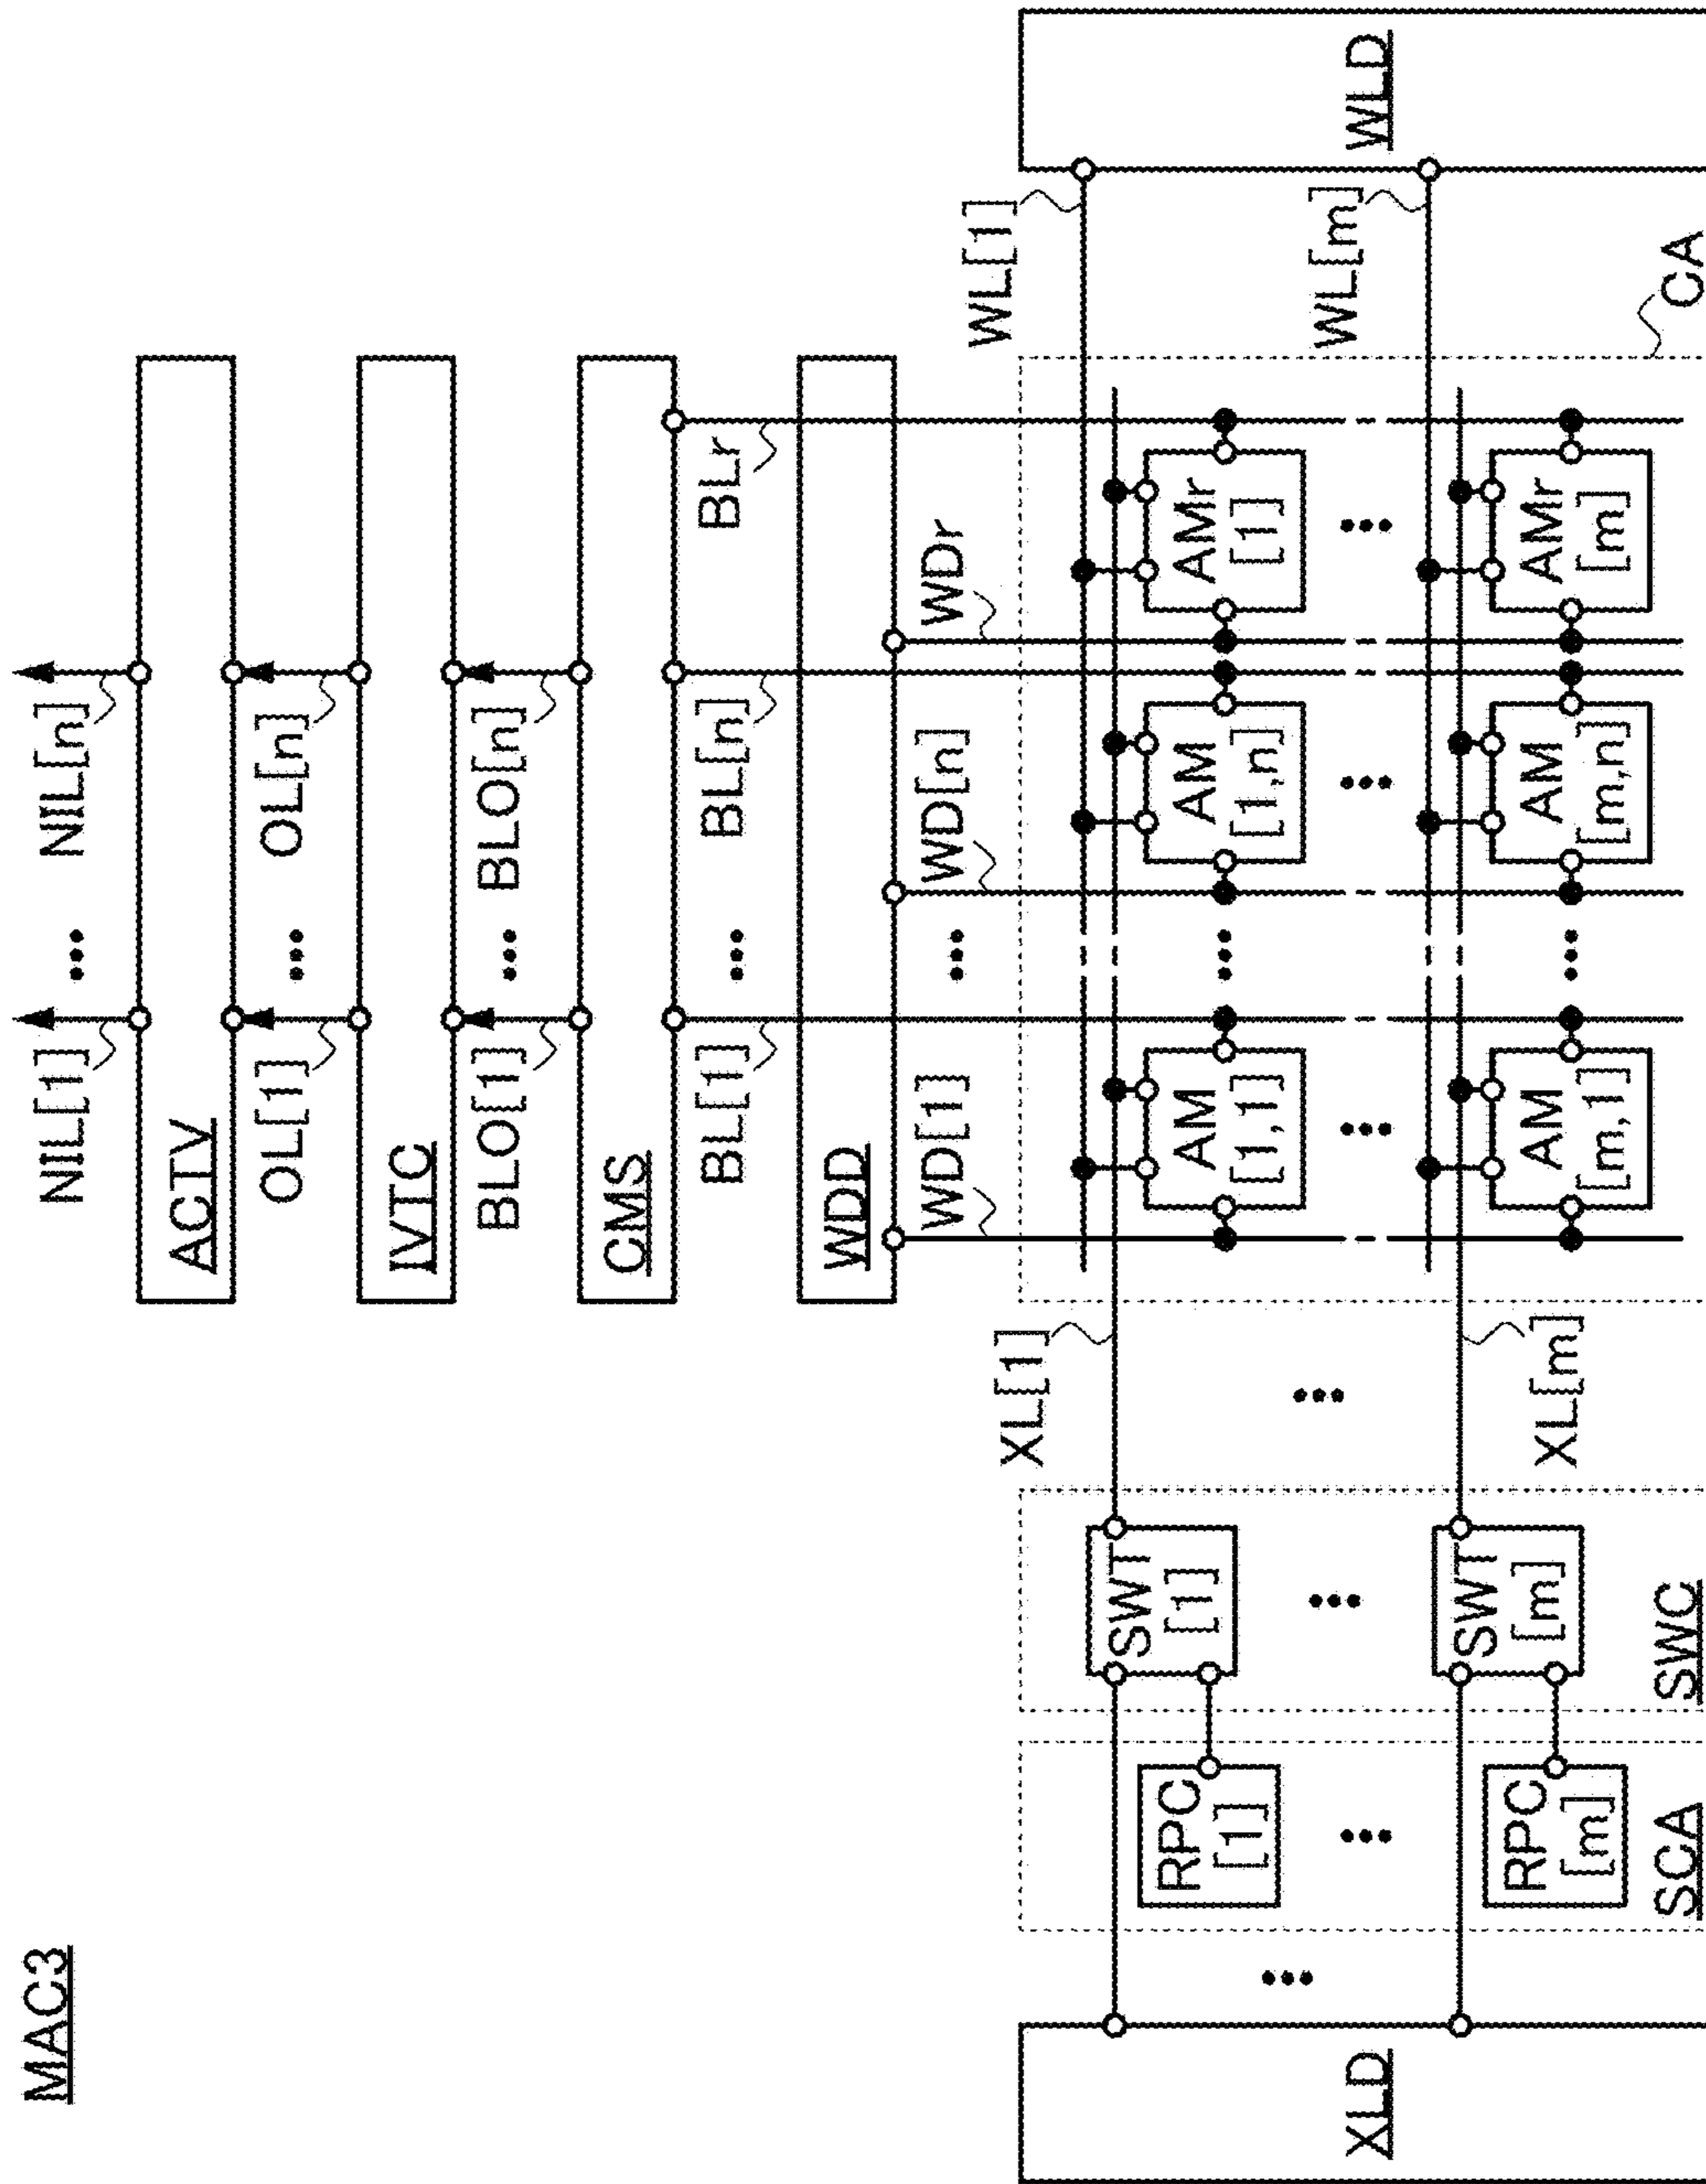 MAC3
NIL[1] ... NIL[n]
ACTV
OL[1] ... OL[n]
IVTC
BLO[1] ... BLO[n]
CMS
BL[1] ... BL[n] BLr
WDD
WD[1] ... WD[n] WDr
XL[1] WL[1]
XLD
RPC
[1]
...
RPC
[m]
SCA
SWT
[1]
...
SWT
[m]
SWC
...
...
XL[m]
AM
[1,1]
...
AM
[1,n]
AMr
[1]
... ... ...
AM
[m,1]
...
AM
[m,n]
AMr
[m]
WL[m]
CA
WLD